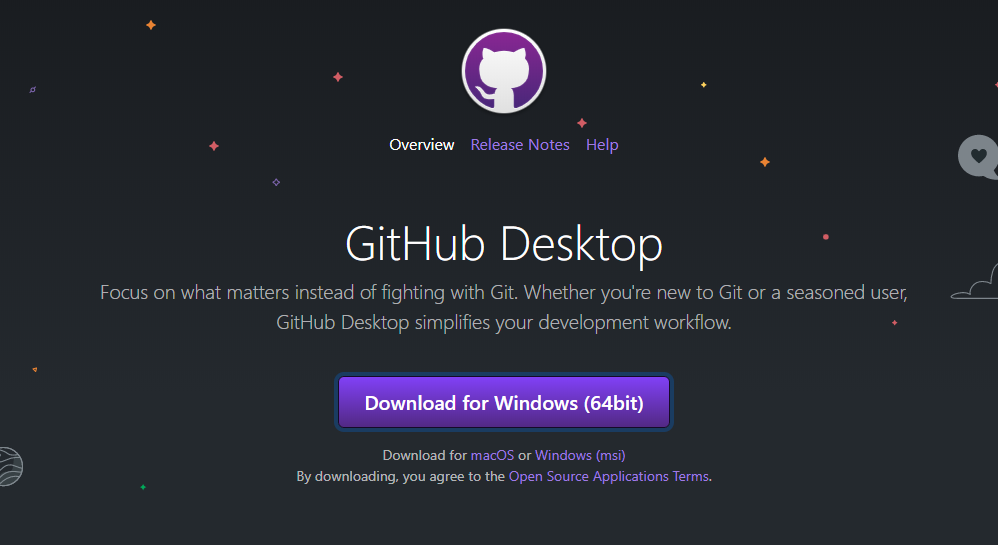 Overview Release Notes Help
GitHub Desktop
Focus on what matters instead of fighting with Git. Whether you're new to Git or a seasoned user,
GitHub Desktop simplifies your development workflow.
Download for Windows (64bit)
Download for macOS or Windows (msi)
By downloading, you agree to the Open Source Applications Terms.